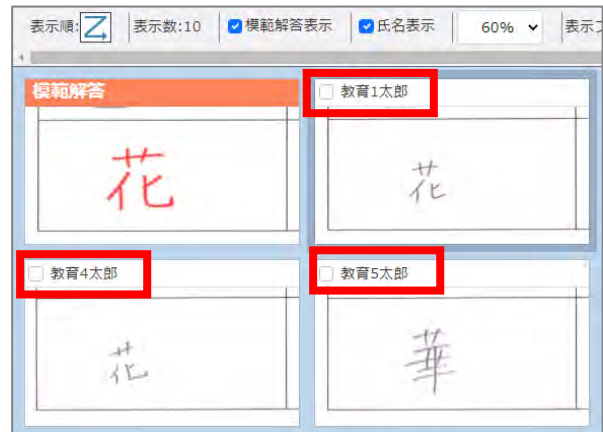 表示順: 表示数:10 模範解答表示 氏名表示 60% 表示
模範解答
教育1太郎
花
花
教育4太郎
教育5太郎
花
華